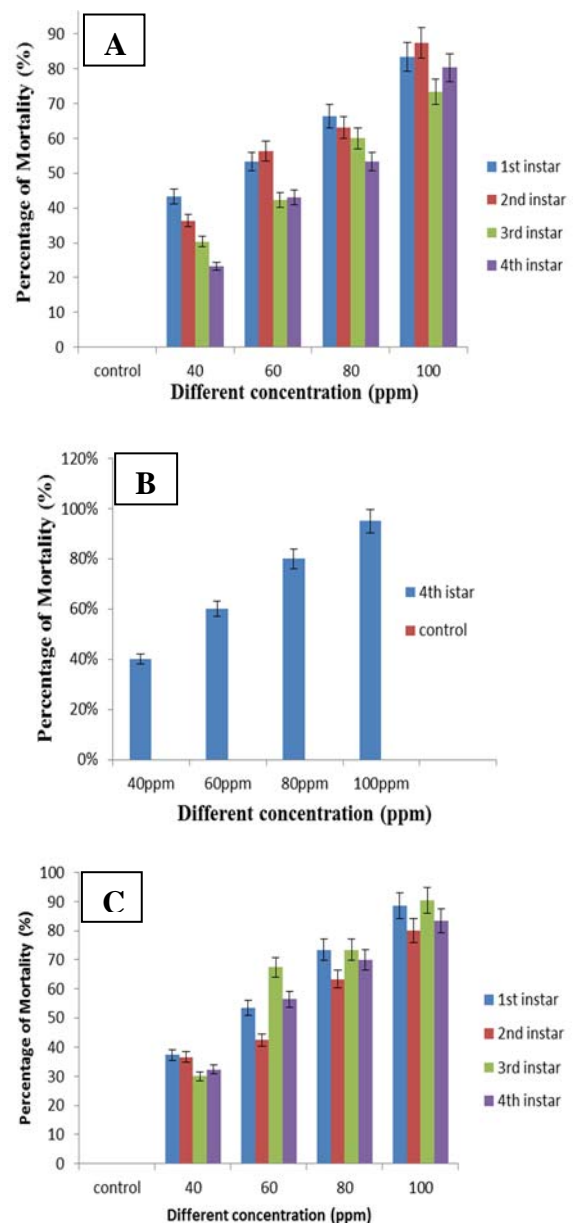 A
Percentage of Mortality (%)
90
80
70
60
50
40
30
20
10
0
control 40 60 80 100
Different concentration (ppm)
1st instar
2nd instar
3rd instar
4th instar
B
Percentage of Mortality (%)
120%
100%
80%
60%
40%
20%
0%
40ppm 60ppm 80ppm 100ppm
Different concentration (ppm)
4th istar
control
C
Percentage of Mortality (%)
100
90
80
70
60
50
40
30
20
10
0
control 40 60 80 100
Different concentration (ppm)
1st instar
2nd instar
3rd instar
4th instar